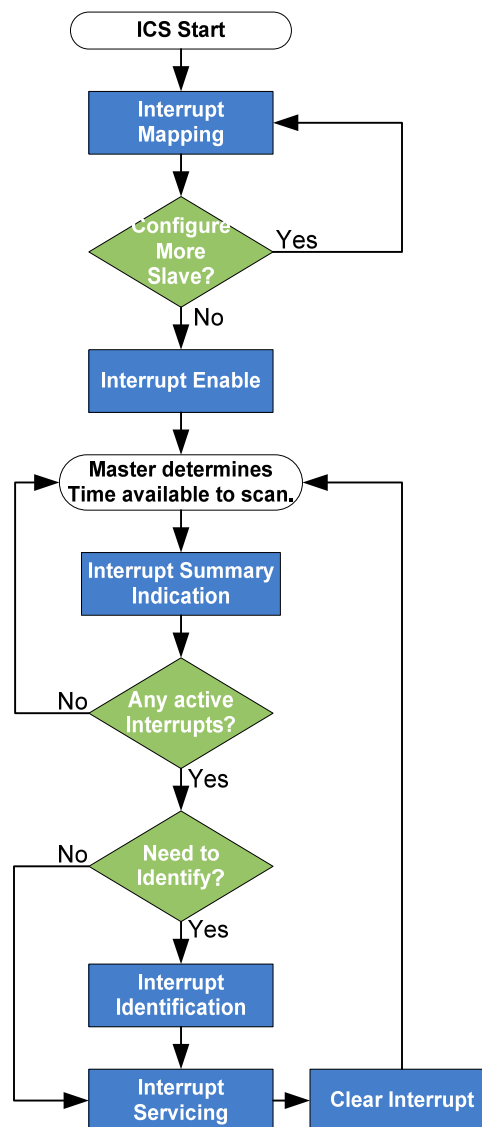 ICS Start
Interrupt
Mapping
Configure
More
Slave?
Yes
No
Interrupt Enable
Master determines
Time available to scan.
Interrupt Summary
Indication
Any active
Interrupts?
No
Yes
Need to
Identify?
No
Yes
Interrupt
Identification
Interrupt
Servicing
Clear Interrupt